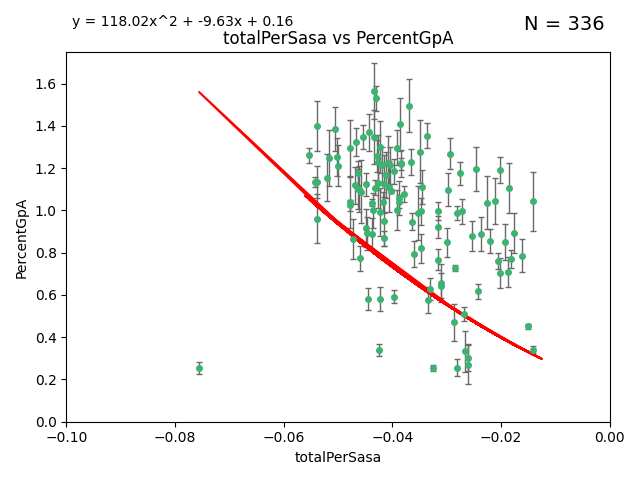 y = 118.02x^2 + -9.63x + 0.16
N = 336
totalPerSasa vs PercentGpA
PercentGpA
1.6
1.4
1.2
1.0
0.8
0.6
0.4
0.2
0.0
−0.10 −0.08 −0.06 −0.04 −0.02 0.00
totalPerSasa